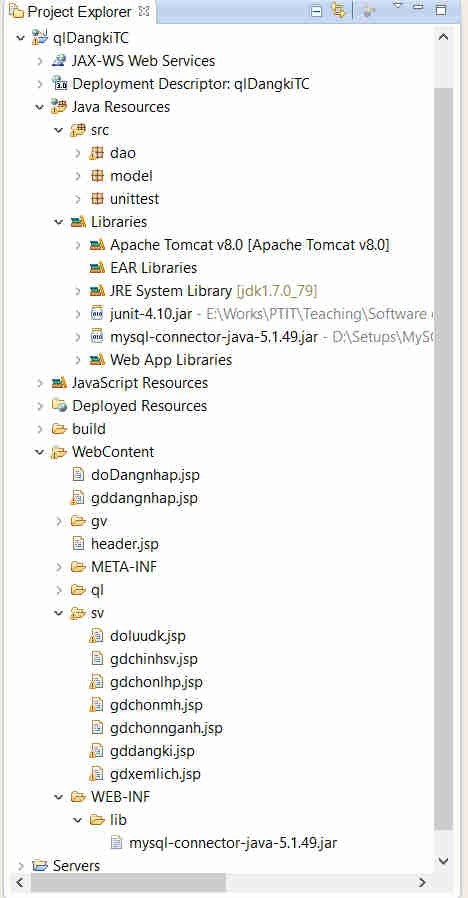 Project Explorer
qlDangkiTC
JAX-WS Web Services
Deployment Descriptor: qlDangkiTC
Java Resources
src
dao
model
unittest
Libraries
Apache Tomcat v8.0 [Apache Tomcat v8.0]
EAR Libraries
JRE System Library [jdk1.7.0_79]
junit-4.10.jar - E:\Works\PTIT\Teaching\Software
mysql-connector-java-5.1.49.jar - D:\Setups\MySC
Web App Libraries
JavaScript Resources
Deployed Resources
build
WebContent
doDangnhap.jsp
gddangnhap.jsp
gv
header.jsp
META-INF
ql
sv
doluudk.jsp
gdchinhsv.jsp
gdchonlhp.jsp
gdchonmh.jsp
gdchonnganh.jsp
gddangki.jsp
gdxemlich.jsp
WEB-INF
lib
mysql-connector-java-5.1.49.jar
Servers